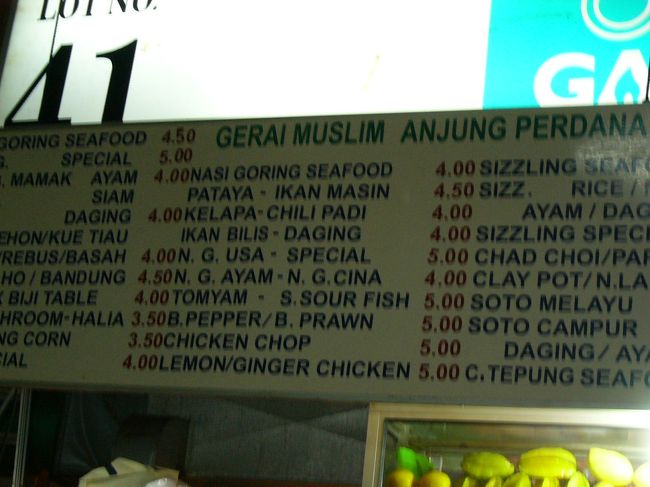 LOT NO.
41
GA
GERAI MUSLIM ANJUNG PERDANA
GORING SEAFOOD 4.50
SPECIAL 5.00
MAMAK AYAM 4.00
SIAM
DAGING 4.00
EHON/KUE TIAU
REBUS/BASAH 4.00
HO / BANDUNG 4.50
BIJI TABLE 4.00
HROOM-HALIA 3.50
NG CORN 3.50
CIAL 4.00
NASI GORING SEAFOOD 4.00
PATAYA - IKAN MASIN 4.50
KELAPA-CHILI PADI 4.00
IKAN BILIS - DAGING 4.00
N. G. USA - SPECIAL 5.00
N. G. AYAM - N. G.CINA 4.00
TOMYAM - S.SOUR FISH 5.00
B.PEPPER/ B. PRAWN 5.00
CHICKEN CHOP 5.00
LEMON/GINGER CHICKEN 5.00
SIZZLING SEAFO
SIZZ. RICE /
AYAM / DAG
SIZZLING SPECI
CHAD CHOI/PAP
CLAY POT/ N.LA
SOTO MELAYU
SOTO CAMPUR
DAGING/ AYA
C.TEPUNG SEAFO